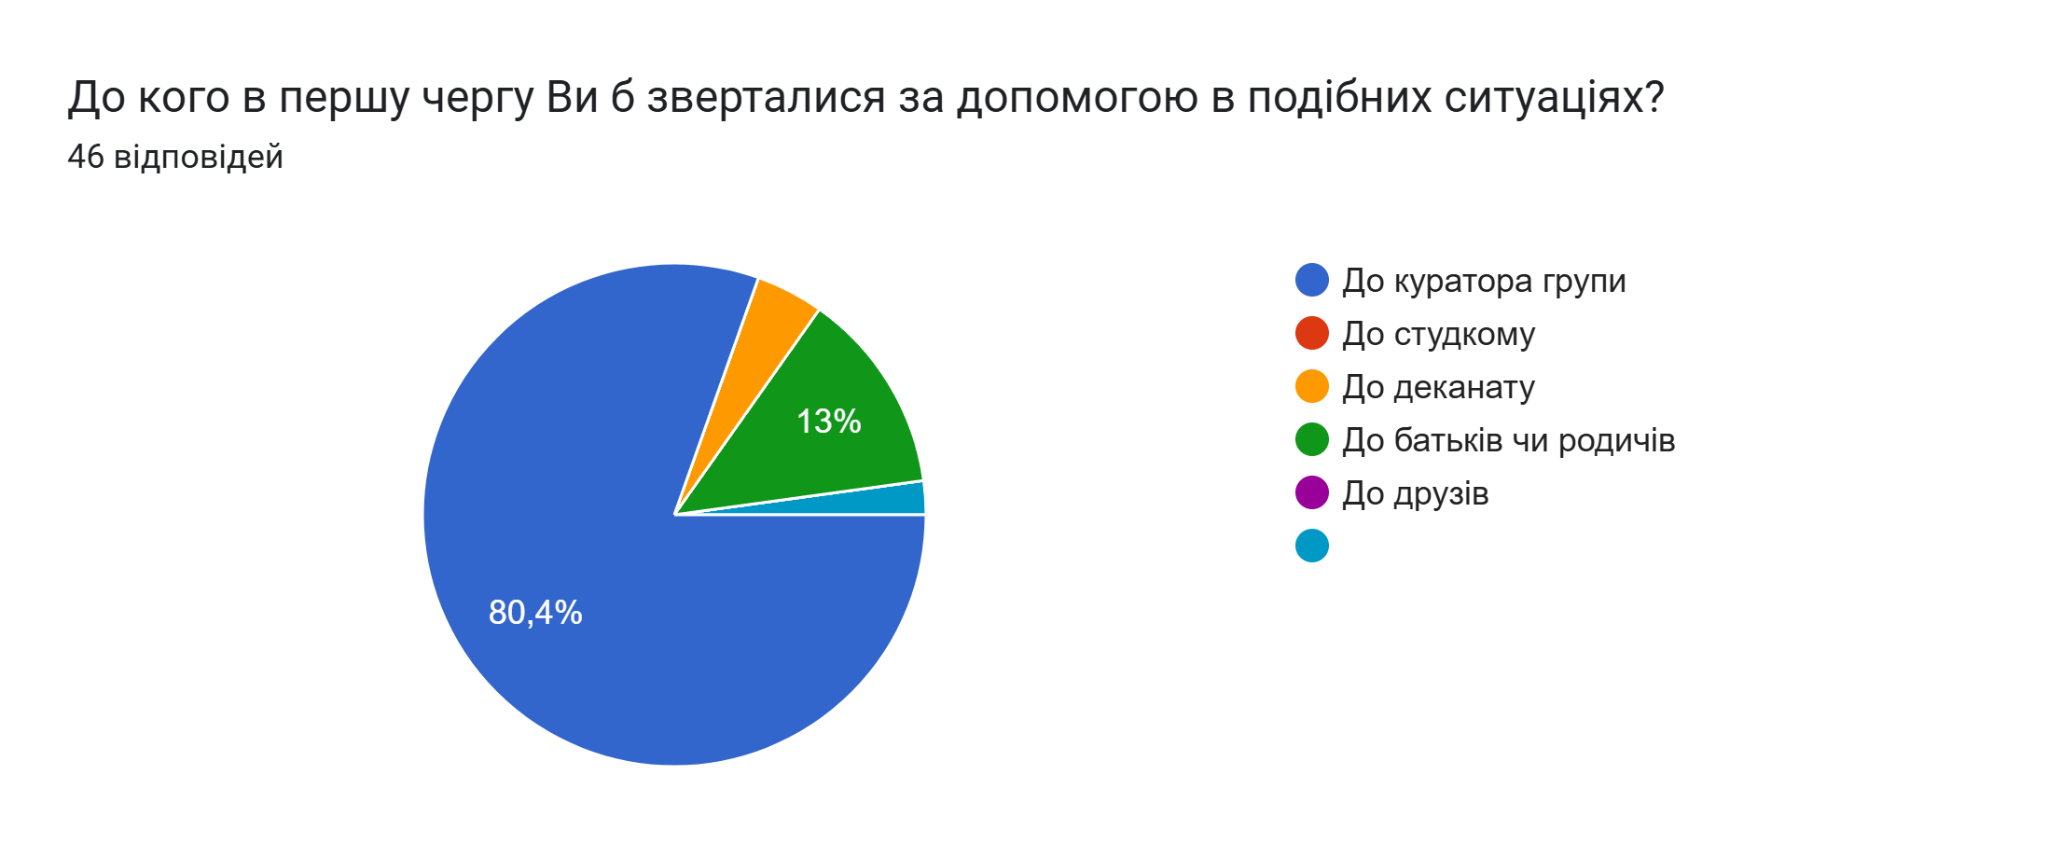 До кого в першу чергу Ви б зверталися за допомогою в подібних ситуаціях?
46 відповідей
До куратора групи
До студкому
До деканату
До батьків чи родичів
До друзів
13%
80,4%